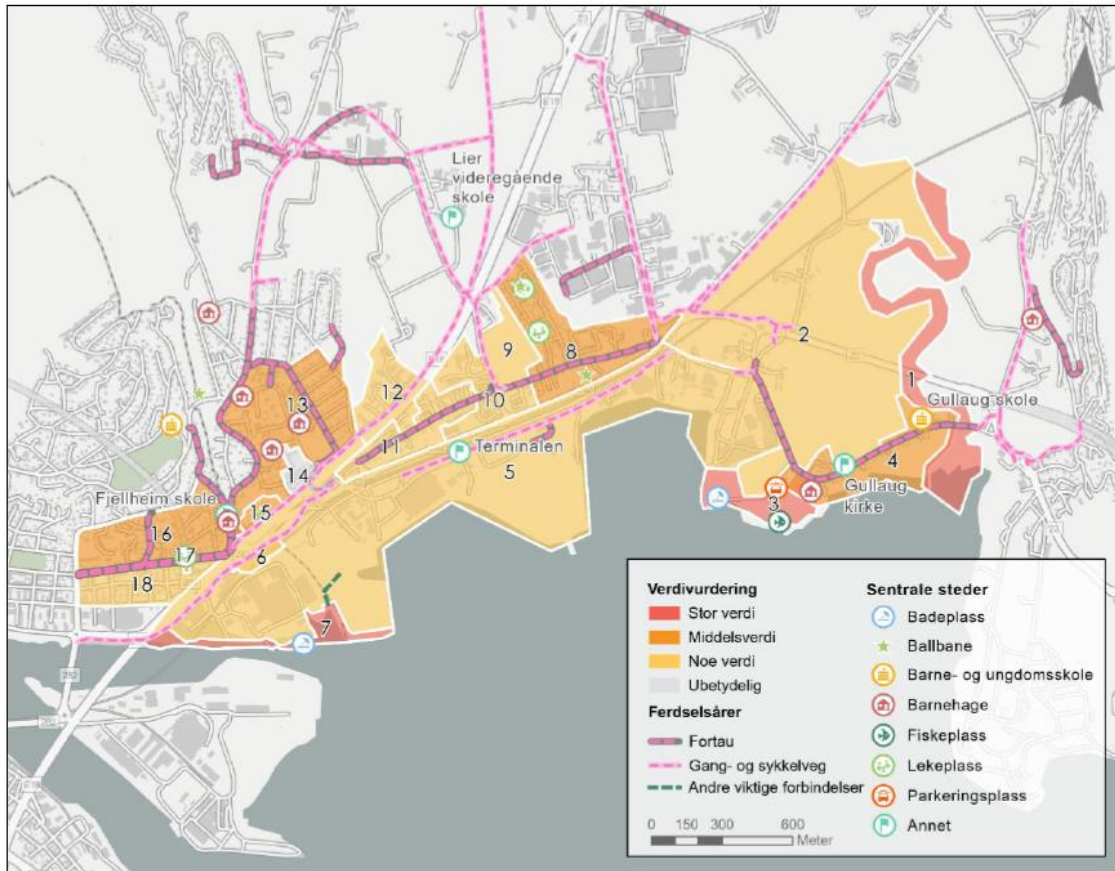 N
E18
Lier
videregående
skole
2
9
8
12
1
13
10
Gullaug skole
11
Terminalen
14
5
4
Gullaug
kirke
3
Fjellheim skole
15
16
17
6
18
7
282
E18
Verdivurdering
Stor verdi
Middelsverdi
Noe verdi
Ubetydelig
Ferdselsårer
Fortau
Gang- og sykkelveg
Andre viktige forbindelser
0 150 300 600
Meter
Sentrale steder
Badeplass
Ballbane
Barne- og ungdomsskole
Barnehage
Fiskeplass
Lekeplass
Parkeringsplass
Annet